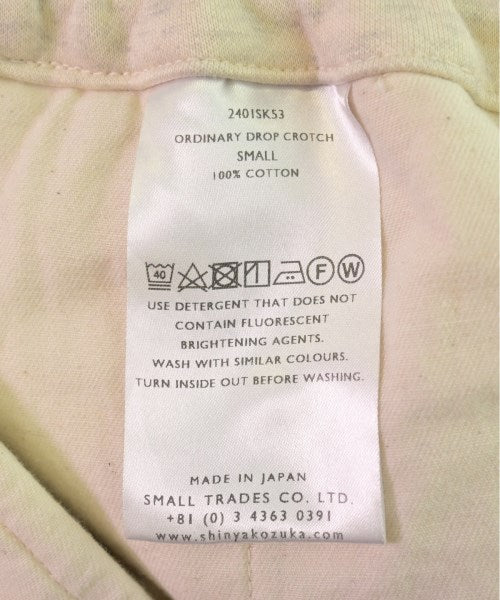 2401SK53
ORDINARY DROP CROTCH
SMALL
100% COTTON
40 F W
USE DETERGENT THAT DOES NOT
CONTAIN FLUORESCENT
BRIGHTENING AGENTS.
WASH WITH SIMILAR COLOURS.
TURN INSIDE OUT BEFORE WASHING.
MADE IN JAPAN
SMALL TRADES CO. LTD.
+81 (0) 3 4363 0391
www.shinyakozuka.com